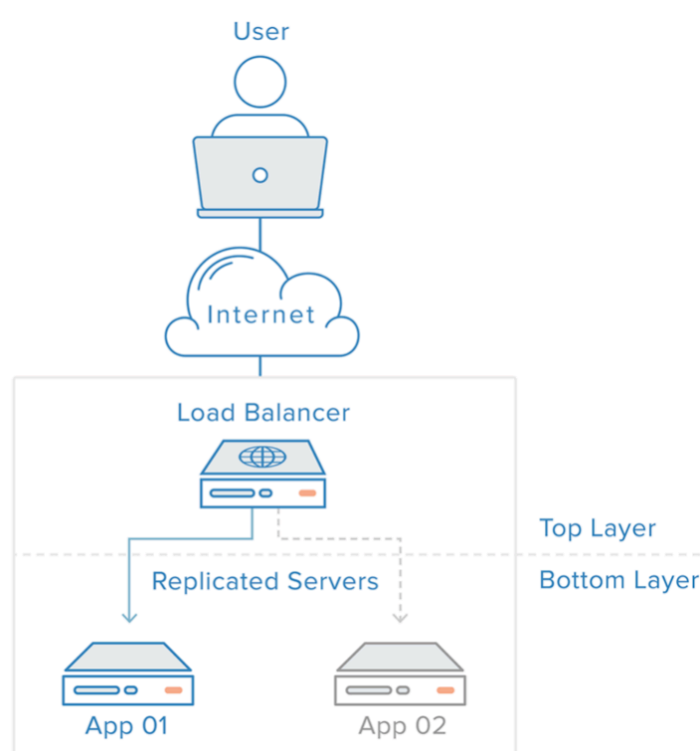 User
Internet
Load Balancer
Top Layer
Replicated Servers
Bottom Layer
App 01
App 02